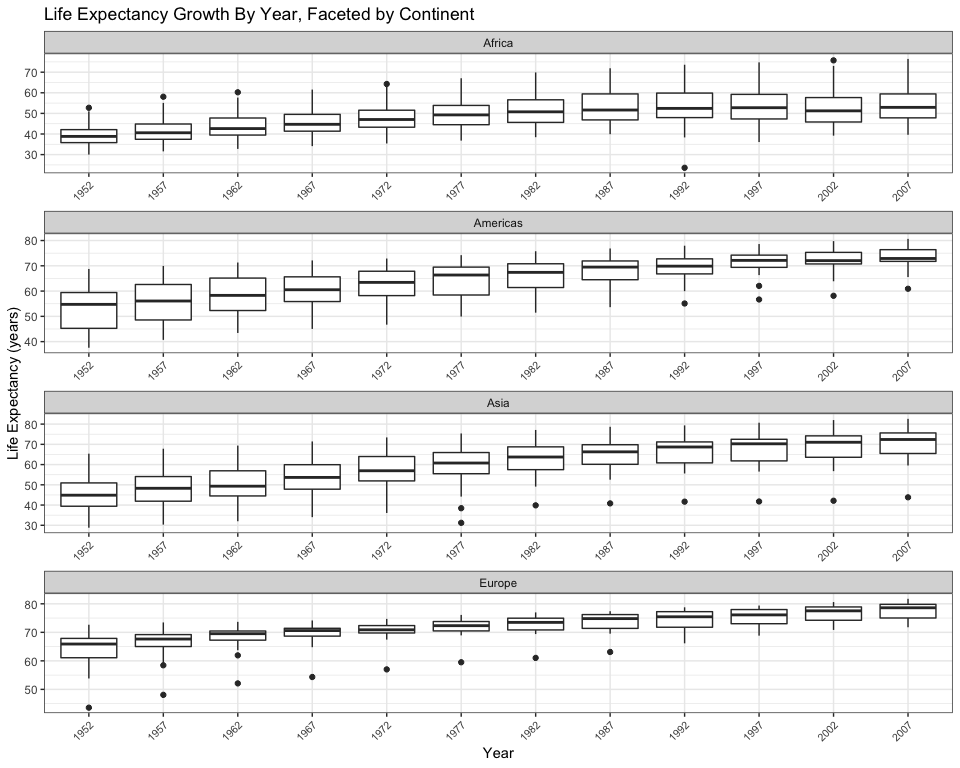 Life Expectancy Growth By Year, Faceted by Continent
Africa
70
60
50
40
30
1952 1957 1962 1967 1972 1977 1982 1987 1992 1997 2002 2007
Americas
80
70
60
50
40
1952 1957 1962 1967 1972 1977 1982 1987 1992 1997 2002 2007
Life Expectancy (years)
Asia
80
70
60
50
40
30
1952 1957 1962 1967 1972 1977 1982 1987 1992 1997 2002 2007
Europe
80
70
60
50
1952 1957 1962 1967 1972 1977 1982 1987 1992 1997 2002 2007
Year